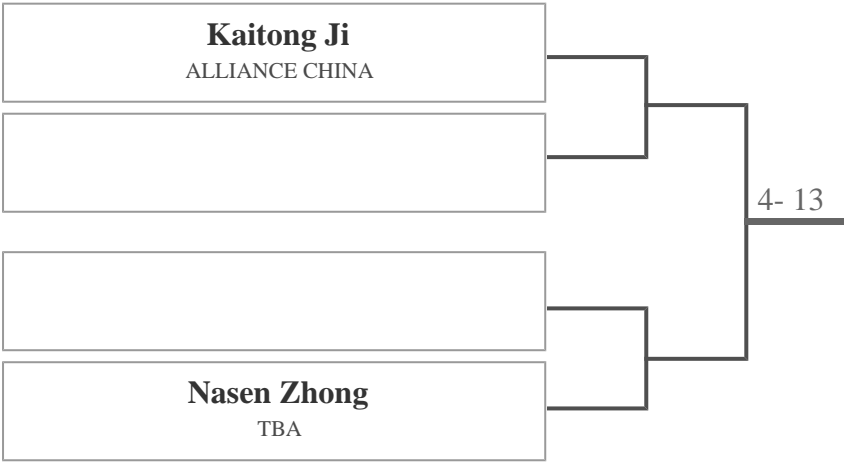 Kaitong Ji
ALLIANCE CHINA
4- 13
Nasen Zhong
TBA